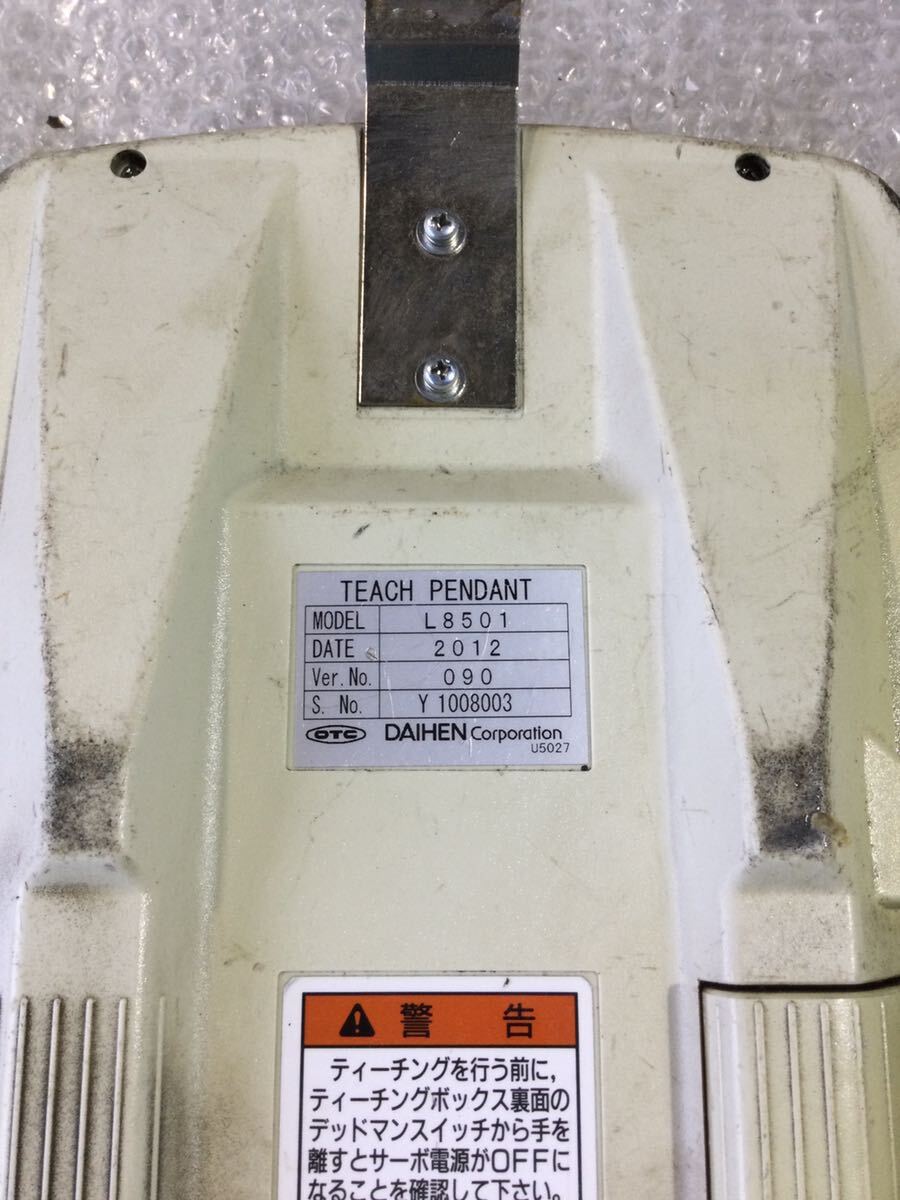 TEACH PENDANT
MODEL L8501
DATE 2012
Ver.No. 090
S. No. Y 1008003
OTC DAIHEN Corporation
U5027
警告
ティーチングを行う前に,
ティーチングボックス裏面の
デッドマンスイッチから手を
離すとサーボ電源がOFFに
なることを確認して下さい。